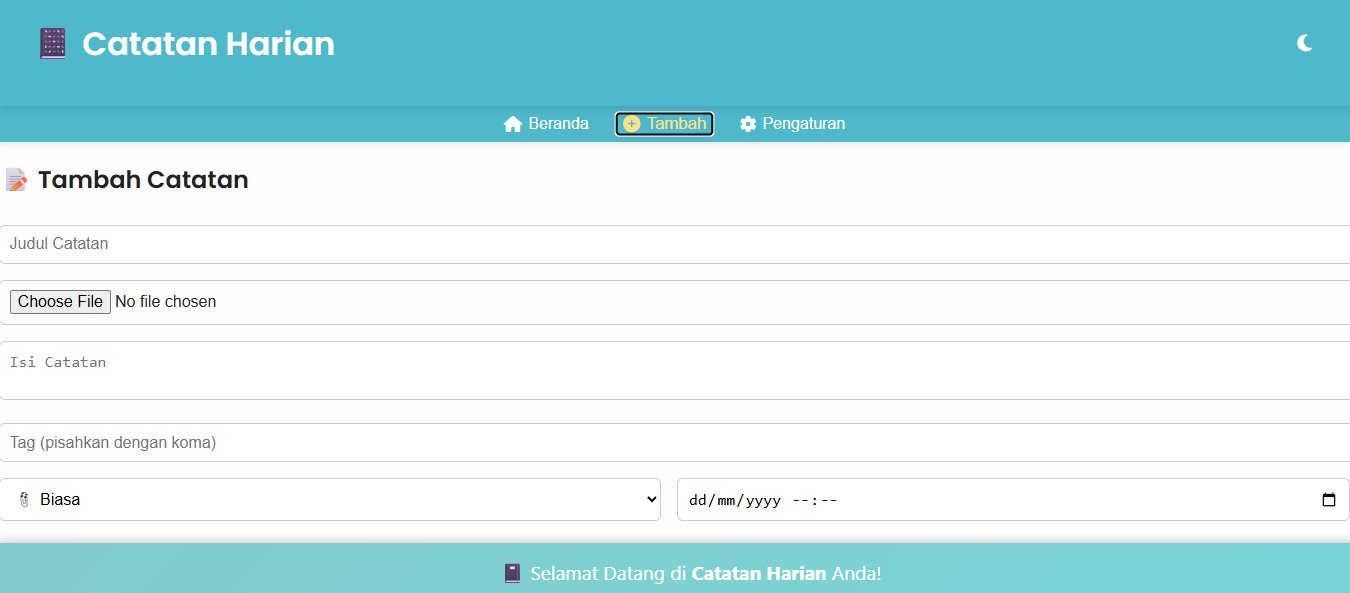 Catatan Harian
Beranda Tambah Pengaturan
Tambah Catatan
Judul Catatan
Choose File No file chosen
Isi Catatan
Tag (pisahkan dengan koma)
Biasa dd/mm/yyyy --:--
Selamat Datang di Catatan Harian Anda!